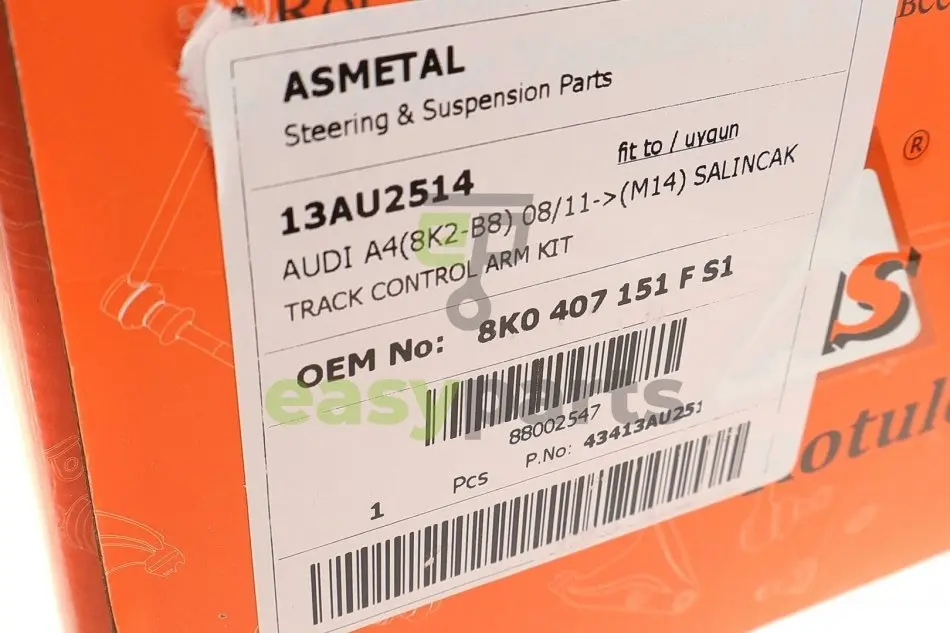 ASMETAL
Steering & Suspension Parts
fit to / uygun
13AU2514
AUDI A4(8K2-B8) 08/11->(M14) SALINCAK
TRACK CONTROL ARM KIT
OEM No: 8K0 407 151 F S1
easyparts
88002547
P.No: 43413AU251
1 Pcs
®